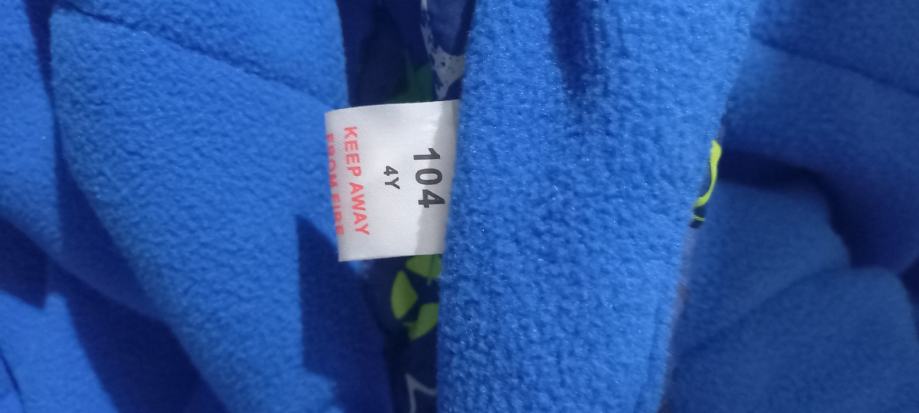 104
4Y
KEEP AWAY
FROM FIRE